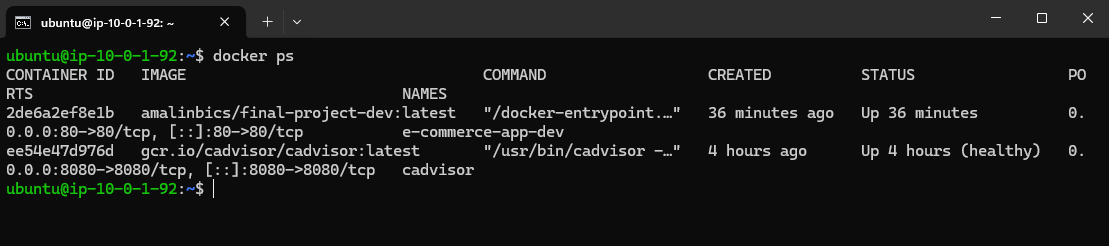 ubuntu@ip-10-0-1-92: ~
ubuntu@ip-10-0-1-92:~$ docker ps
CONTAINER ID   IMAGE                                 COMMAND                  CREATED          STATUS                 PO
RTS                                         NAMES
2de6a2ef8e1b   amalinbics/final-project-dev:latest   "/docker-entrypoint.…"   36 minutes ago   Up 36 minutes          0.
0.0.0:80->80/tcp, [::]:80->80/tcp           e-commerce-app-dev
ee54e47d976d   gcr.io/cadvisor/cadvisor:latest       "/usr/bin/cadvisor -…"   4 hours ago      Up 4 hours (healthy)   0.
0.0.0:8080->8080/tcp, [::]:8080->8080/tcp   cadvisor
ubuntu@ip-10-0-1-92:~$